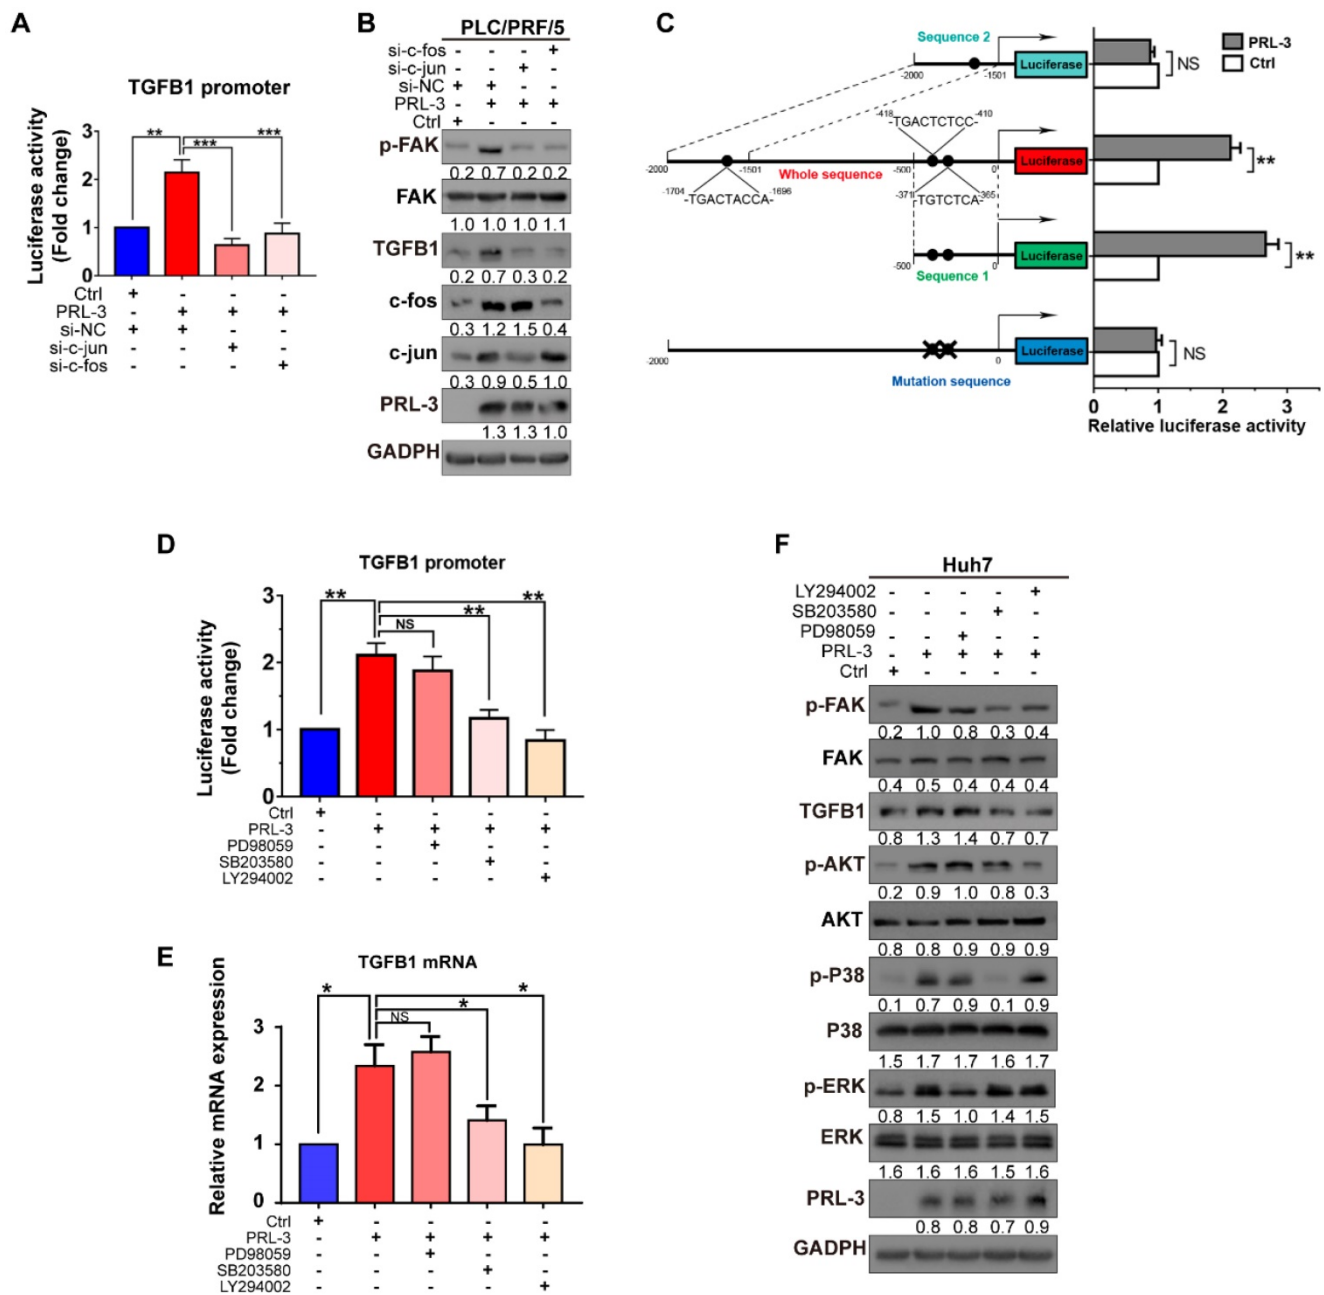 A
TGFB1 promoter
Luciferase activity
(Fold change)
3
2
1
0
** *** ***
Ctrl + - - -
PRL-3 - + + +
si-NC + + - -
si-c-jun - - + -
si-c-fos - - - +
B
PLC/PRF/5
si-c-fos - - - +
si-c-jun - - + -
si-NC + + - -
PRL-3 - + + +
Ctrl + - - -
p-FAK
0.2 0.7 0.2 0.2
FAK
1.0 1.0 1.0 1.1
TGFB1
0.2 0.7 0.3 0.2
c-fos
0.3 1.2 1.5 0.4
c-jun
0.3 0.9 0.5 1.0
PRL-3
1.3 1.3 1.0
GADPH
C
PRL-3
Ctrl
Sequence 2
-2000 -1501
Luciferase
NS
-418 -TGACTCTCC- -410
-2000 -1501 -500 0
Whole sequence
Luciferase
**
-1704 -TGACTACCA- -1696
-371 -TGTCTCA- -365
-500 0
Sequence 1
Luciferase
**
-2000 0
Luciferase
NS
Mutation sequence
0 1 2 3
Relative luciferase activity
D
TGFB1 promoter
Luciferase activity
(Fold change)
3
2
1
0
** NS ** **
Ctrl + - - - -
PRL-3 - + + + +
PD98059 - - + - -
SB203580 - - - + -
LY294002 - - - - +
E
TGFB1 mRNA
Relative mRNA expression
3
2
1
0
* NS * *
Ctrl + - - - -
PRL-3 - + + + +
PD98059 - - + - -
SB203580 - - - + -
LY294002 - - - - +
F
Huh7
LY294002 - - - - +
SB203580 - - - + -
PD98059 - - + - -
PRL-3 - + + + +
Ctrl + - - - -
p-FAK
0.2 1.0 0.8 0.3 0.4
FAK
0.4 0.5 0.4 0.4 0.4
TGFB1
0.8 1.3 1.4 0.7 0.7
p-AKT
0.2 0.9 1.0 0.8 0.3
AKT
0.8 0.8 0.9 0.9 0.9
p-P38
0.1 0.7 0.9 0.1 0.9
P38
1.5 1.7 1.7 1.6 1.7
p-ERK
0.8 1.5 1.0 1.4 1.5
ERK
1.6 1.6 1.6 1.5 1.6
PRL-3
0.8 0.8 0.7 0.9
GADPH